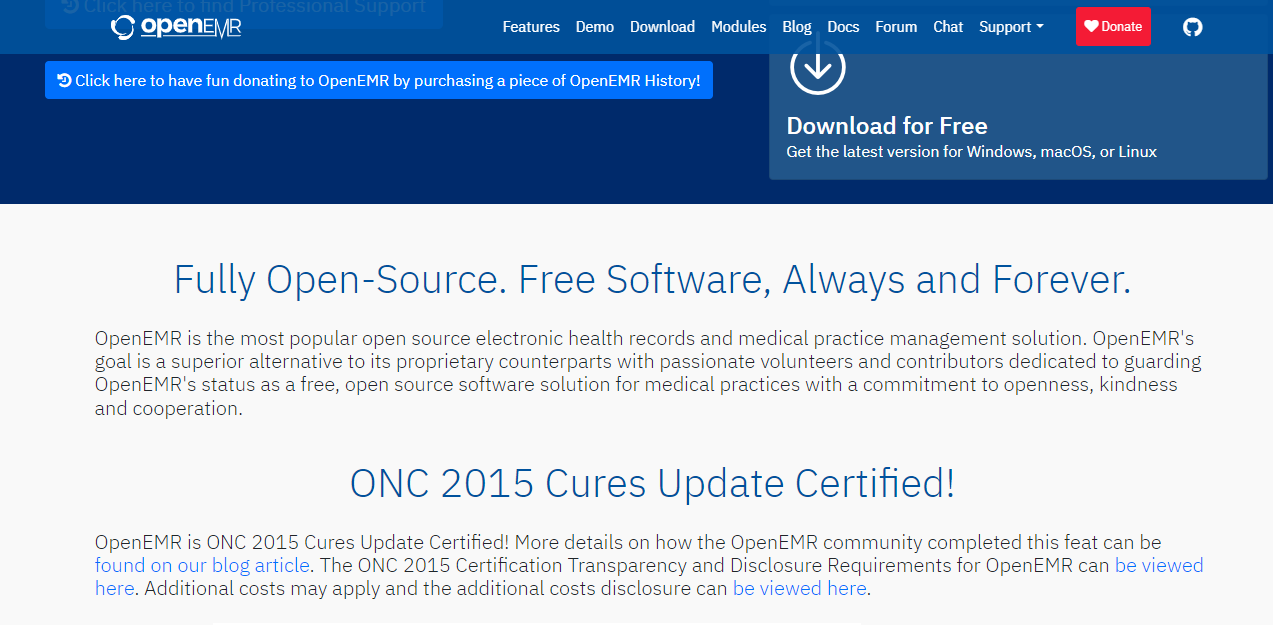 Click here to find Professional Support
openEMR
Features Demo Download Modules Blog Docs Forum Chat Support Donate
Click here to have fun donating to OpenEMR by purchasing a piece of OpenEMR History!
Download for Free
Get the latest version for Windows, macOS, or Linux
Fully Open-Source. Free Software, Always and Forever.
OpenEMR is the most popular open source electronic health records and medical practice management solution. OpenEMR's
goal is a superior alternative to its proprietary counterparts with passionate volunteers and contributors dedicated to guarding
OpenEMR's status as a free, open source software solution for medical practices with a commitment to openness, kindness
and cooperation.
ONC 2015 Cures Update Certified!
OpenEMR is ONC 2015 Cures Update Certified! More details on how the OpenEMR community completed this feat can be
found on our blog article. The ONC 2015 Certification Transparency and Disclosure Requirements for OpenEMR can be viewed
here. Additional costs may apply and the additional costs disclosure can be viewed here.